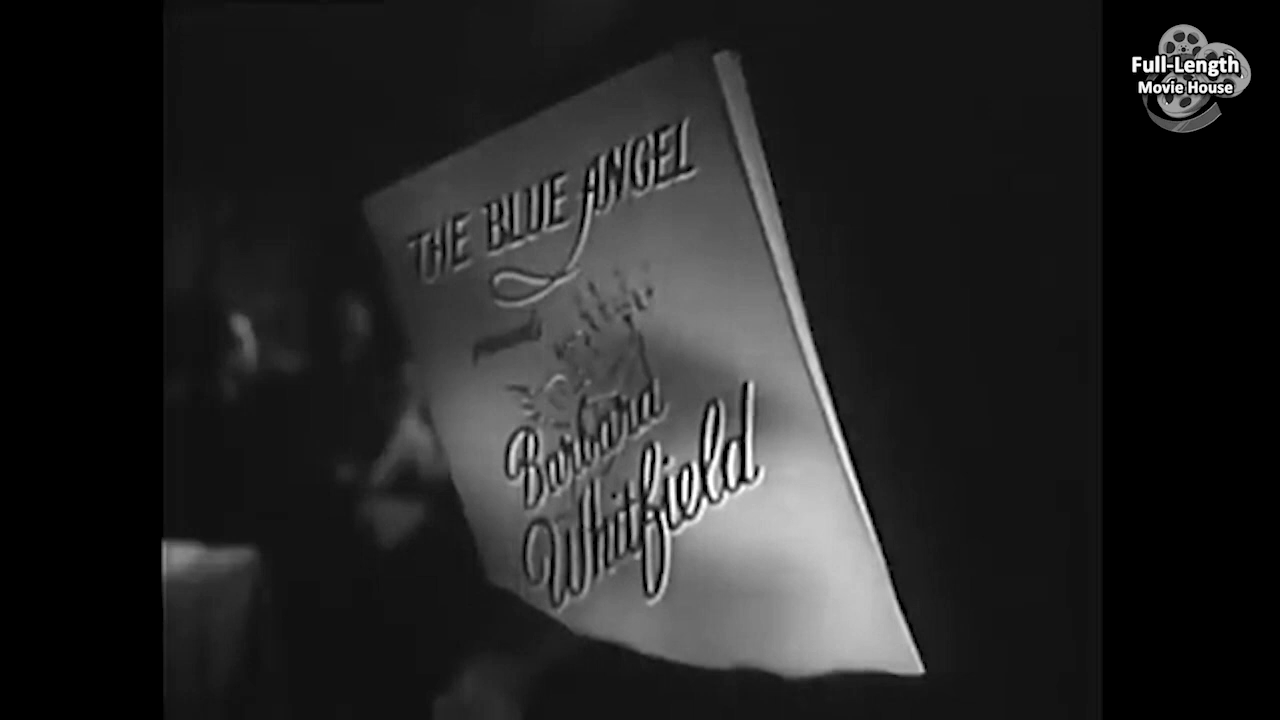 THE BLUE ANGEL
Barbara
Whitfield
Full-Length
Movie House